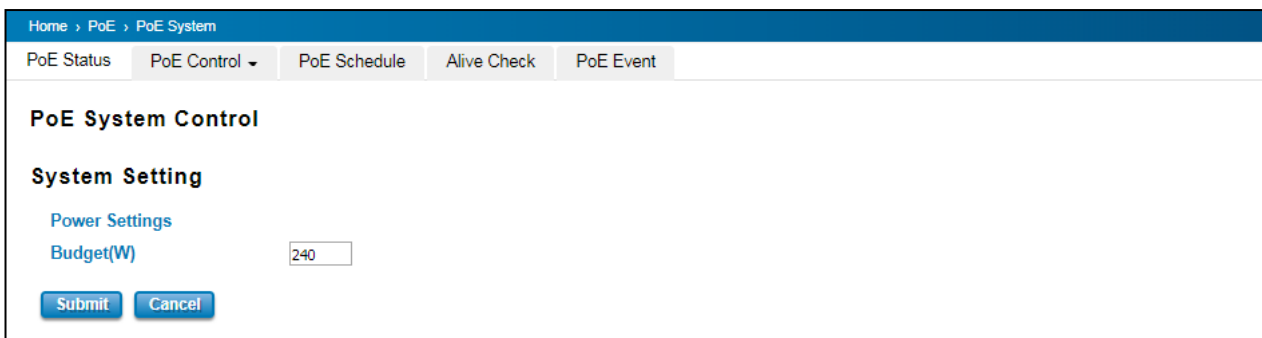 Home › PoE › PoE System
PoE Status PoE Control PoE Schedule Alive Check PoE Event
PoE System Control
System Setting
Power Settings
Budget(W) 240
Submit Cancel